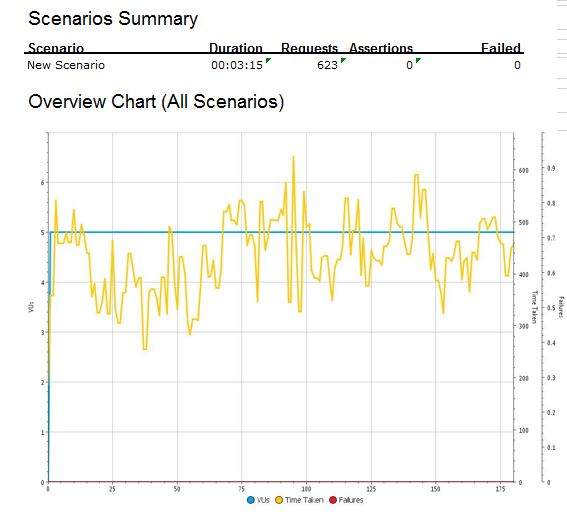 Scenarios Summary
Scenario Duration Requests Assertions Failed
New Scenario 00:03:15 623 0 0
Overview Chart (All Scenarios)
6
5
4
3
2
1
0
VUs
600
500
400
300
200
100
0
Time Taken
0.9
0.8
0.7
0.6
0.5
0.4
0.3
0.2
0.1
0
Failures
0 25 50 75 100 125 150 175
VUs Time Taken Failures